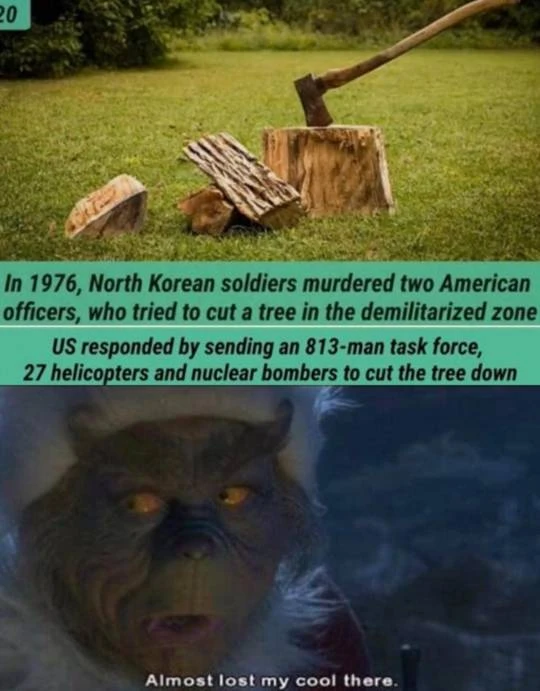 20
In 1976, North Korean soldiers murdered two American
officers, who tried to cut a tree in the demilitarized zone
US responded by sending an 813-man task force,
27 helicopters and nuclear bombers to cut the tree down
Almost lost my cool there.